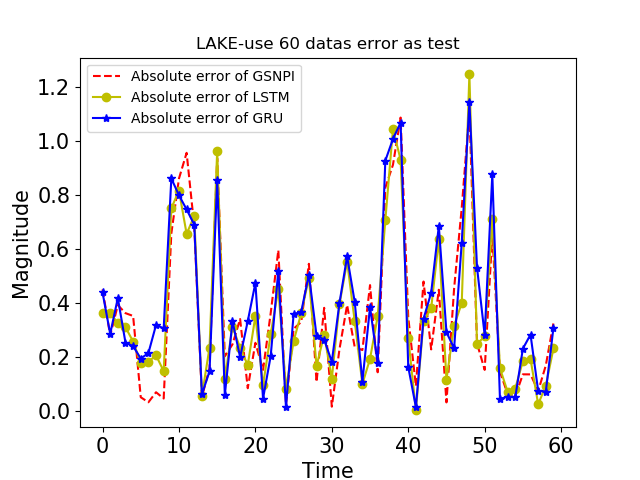 LAKE-use 60 datas error as test
Absolute error of GSNPI
Absolute error of LSTM
Absolute error of GRU
Magnitude
1.2
1.0
0.8
0.6
0.4
0.2
0.0
0 10 20 30 40 50 60
Time